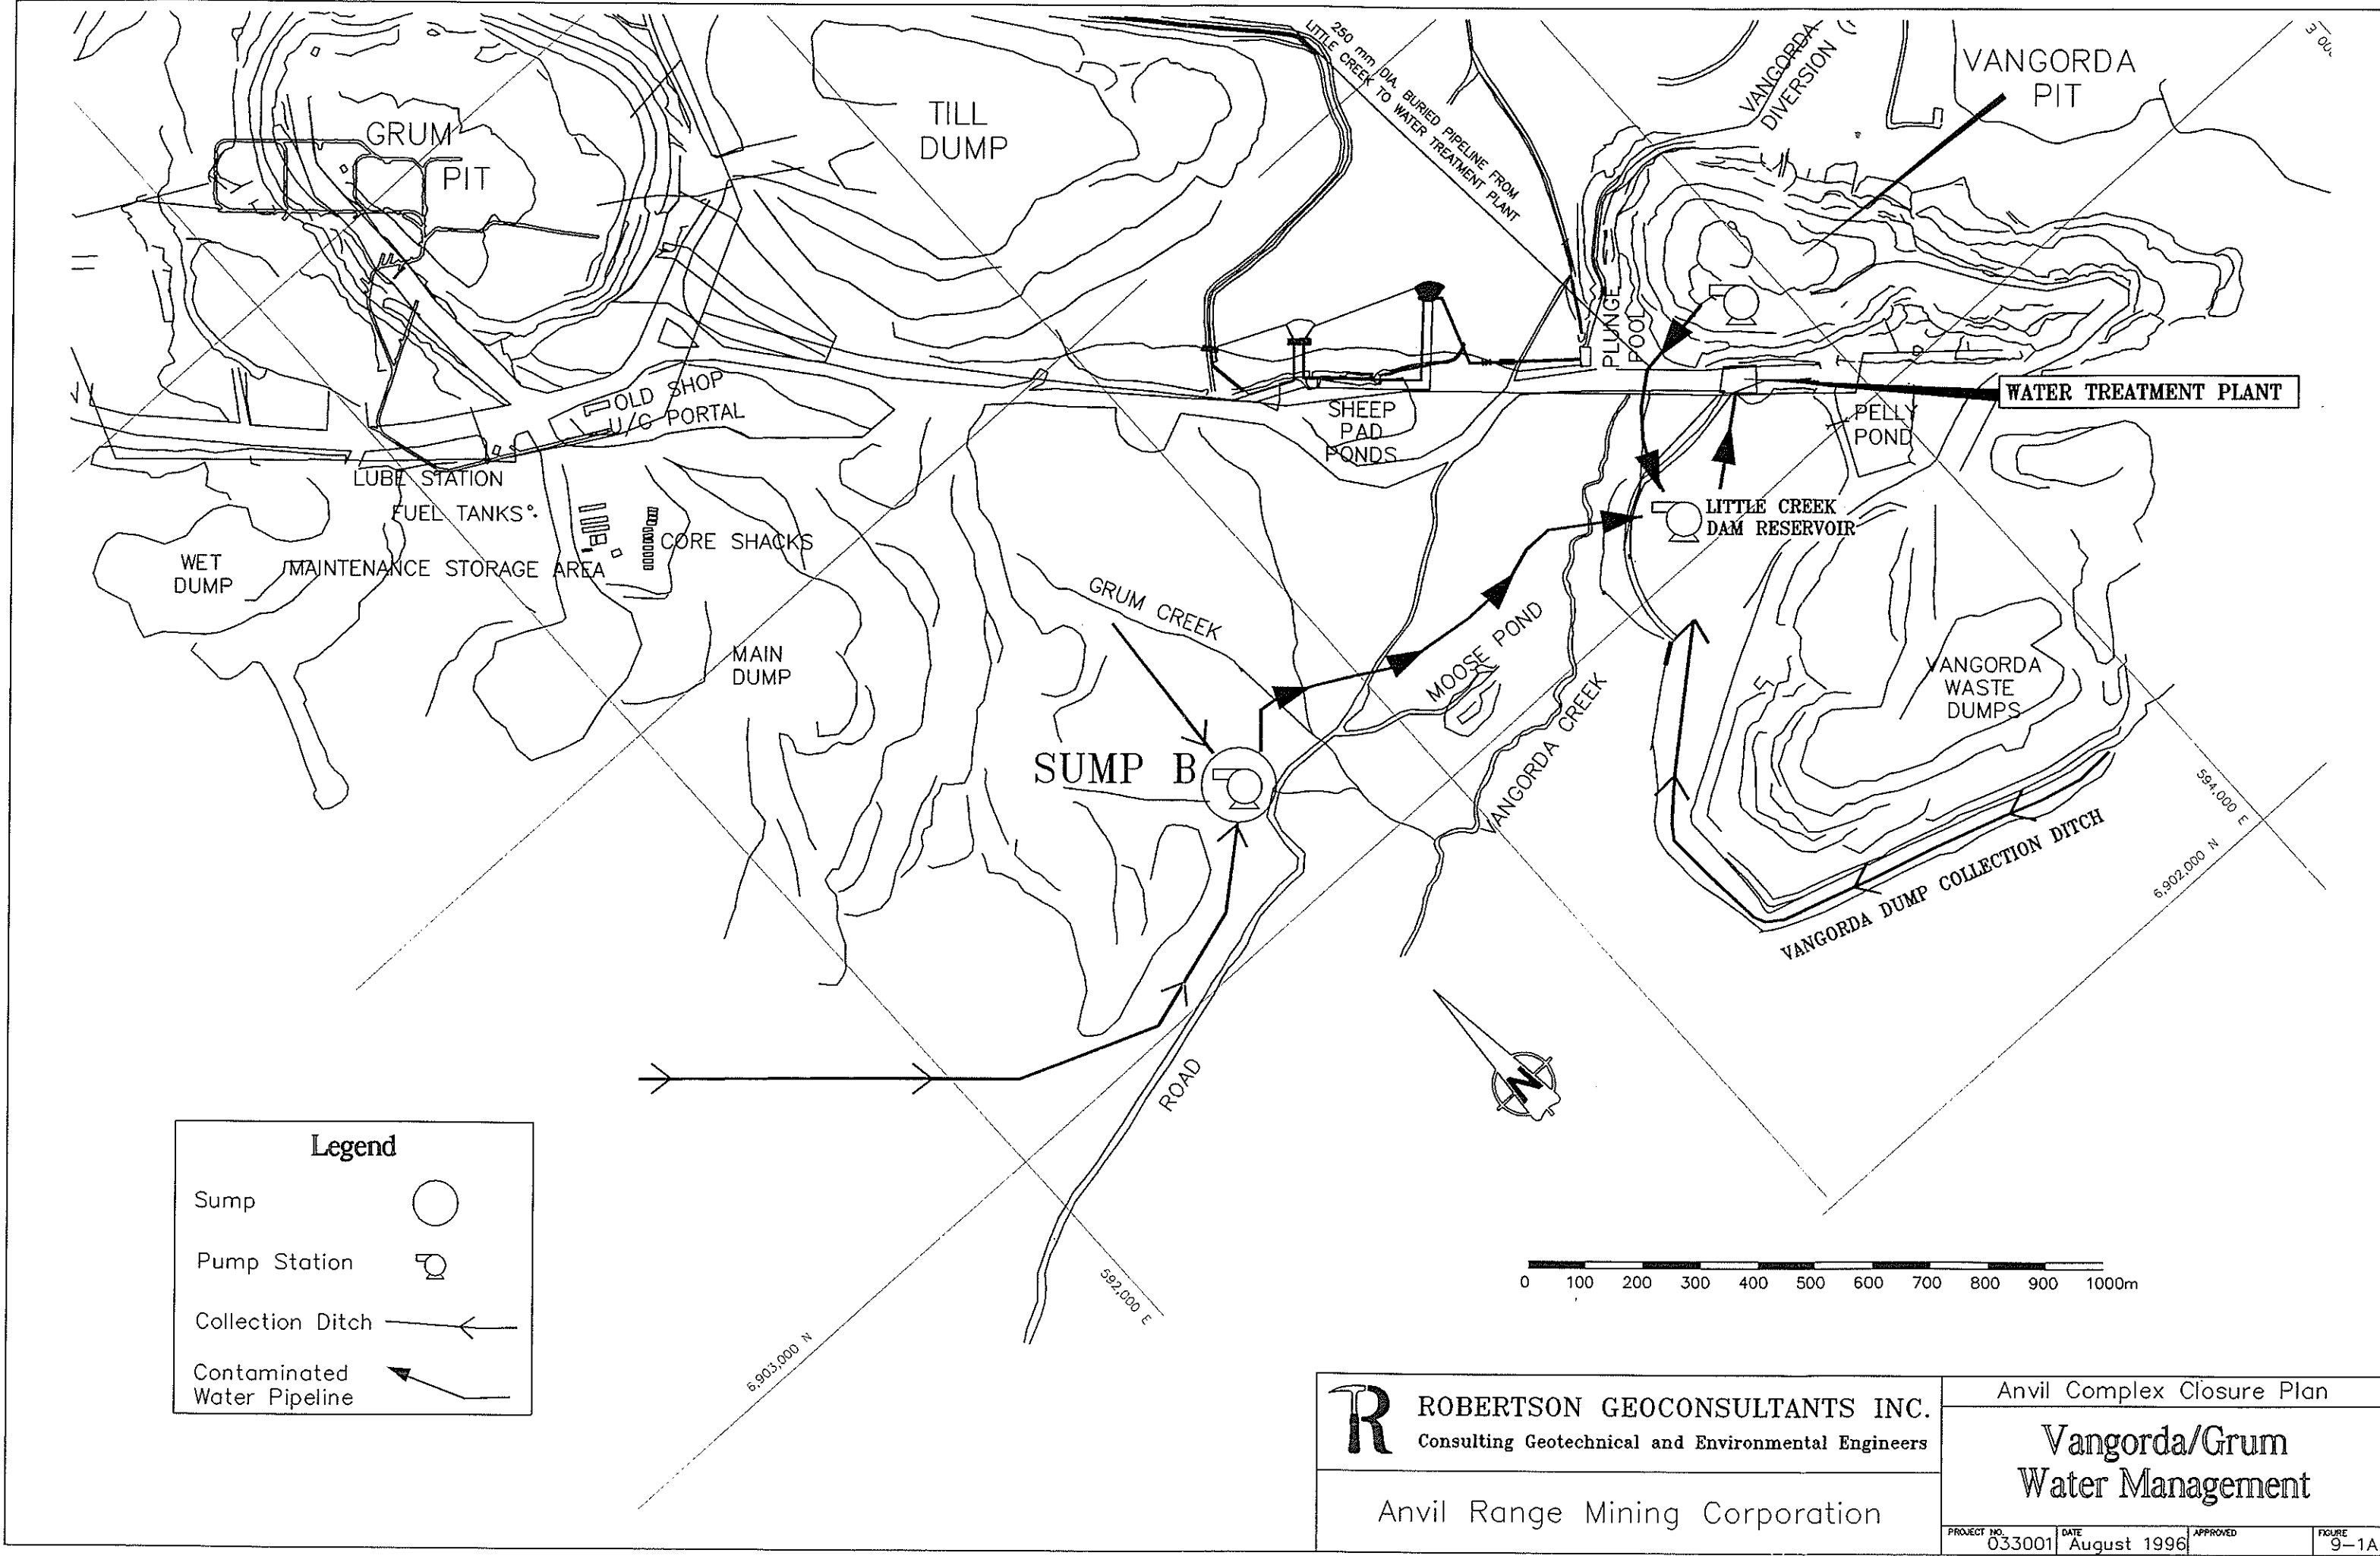 GRUM
PIT
TILL
DUMP
250 mm DIA. BURIED PIPELINE FROM
LITTLE CREEK TO WATER TREATMENT PLANT
VANGORDA
DIVERSION
VANGORDA
PIT
PLUNGE
POOL
WATER TREATMENT PLANT
OLD SHOP
U/G PORTAL
SHEEP
PAD
PONDS
PELLY
POND
LUBE STATION
FUEL TANKS
CORE SHACKS
WET
DUMP
MAINTENANCE STORAGE AREA
LITTLE CREEK
DAM RESERVOIR
GRUM CREEK
MOOSE POND
MAIN
DUMP
VANGORDA
WASTE
DUMPS
VANGORDA CREEK
SUMP B
594,000 E
6,902,000 N
VANGORDA DUMP COLLECTION DITCH
ROAD
N
592,000 E
6,903,000 N
Legend
Sump
Pump Station
Collection Ditch
Contaminated
Water Pipeline
0 100 200 300 400 500 600 700 800 900 1000m
R
ROBERTSON GEOCONSULTANTS INC.
Consulting Geotechnical and Environmental Engineers
Anvil Range Mining Corporation
Anvil Complex Closure Plan
Vangorda/Grum
Water Management
PROJECT NO. 033001
DATE August 1996
APPROVED
FIGURE 9-1A